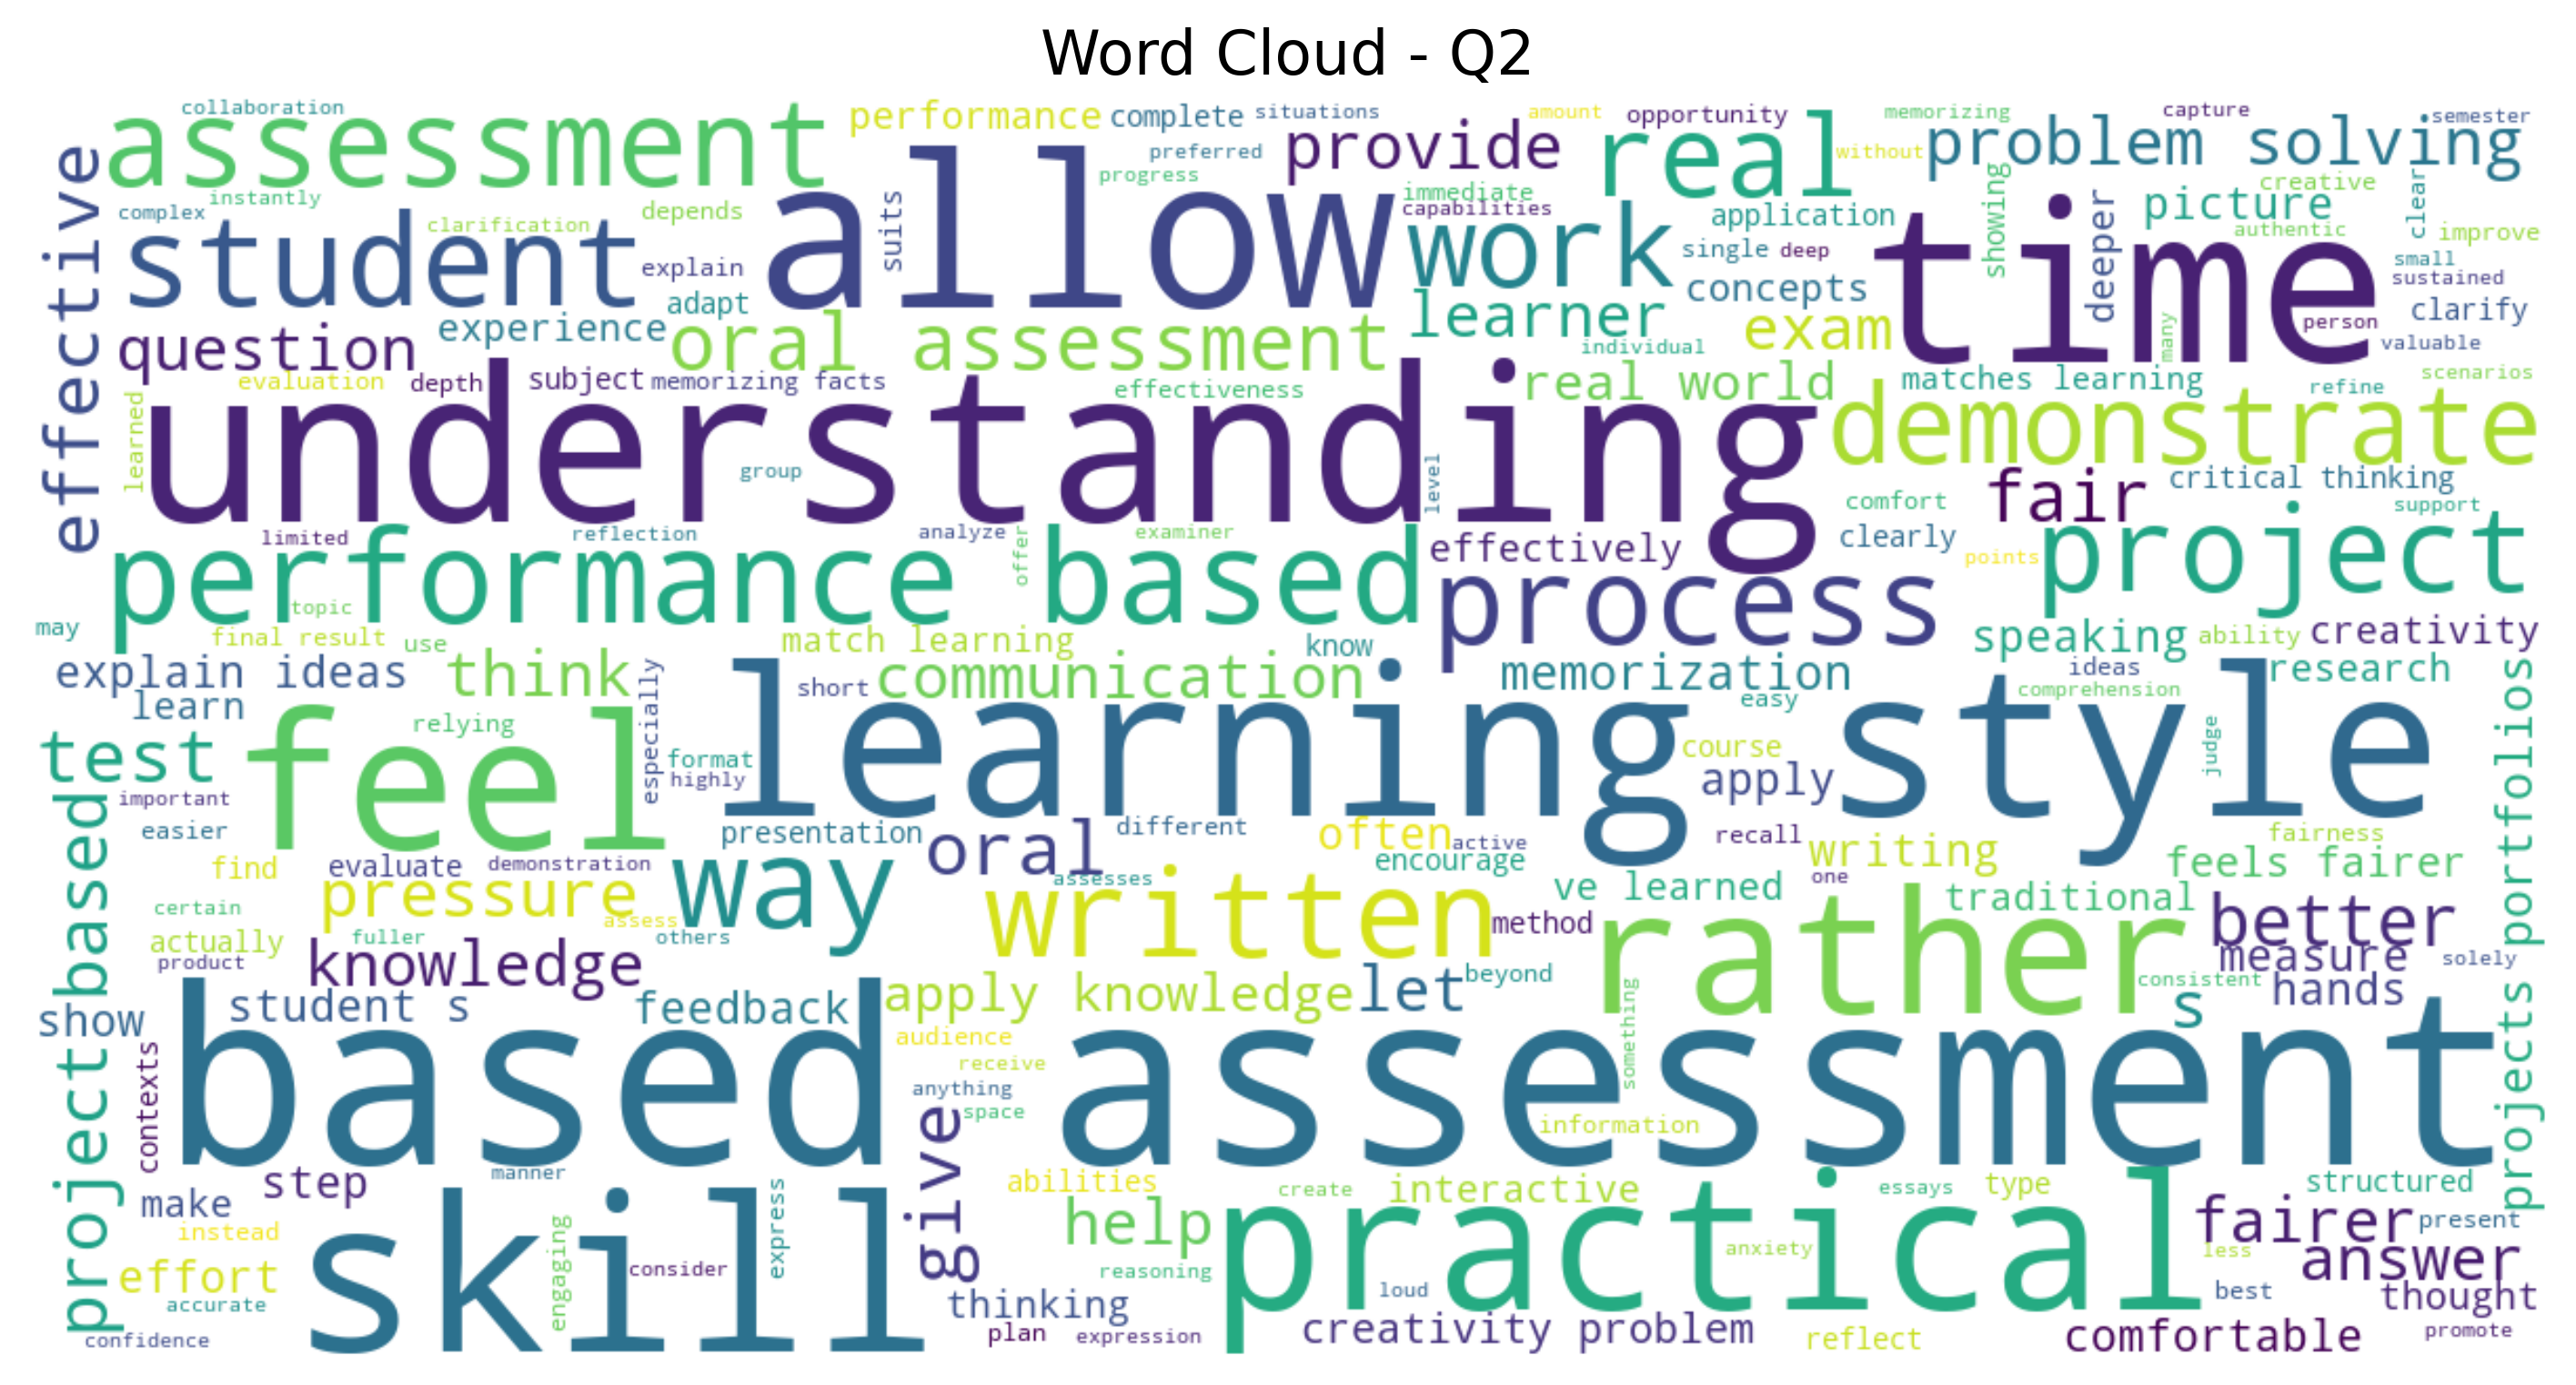 Word Cloud - Q2
collaboration
assessment
performance
complete
situations
amount
opportunity
memorizing
capture
semester
effective
provide
real
without
problem solving
preferred
progress
instantly
complex
student
clarification
depends
allow
suits
immediate
capabilities
work
application
showing
deeper
picture
creative
clear
authentic
improve
explain
adapt
single
deep
time
small
sustained
concepts
learner
question
experience
oral assessment
exam
person
clarify
many
individual
valuable
evaluation
depth
subject
memorizing facts
effectiveness
real world
matches learning
refine
scenarios
learned
understanding
demonstrate
group
level
fair
critical thinking
comfort
support
limited
reflection
analyze
offer
examiner
effectively
clearly
points
project
performance based
process
topic
may
final result
use
match learning
know
speaking
ability
creativity
explain ideas
think
especially
short
communication
memorization
ideas
research
learn
relying
easy
comprehension
test
feel
learning style
format
highly
course
apply
judge
projects portfolios
important
easier
presentation
oral
different
often
active
recall
writing
fairness
find
evaluate
demonstration
way
assesses
encourage
one
feels fairer
pressure
written
ve learned
traditional
certain
assess
others
method
rather
better
actually
fuller
product
knowledge
measure
solely
beyond
consistent
hands
show
student s
feedback
apply knowledge
let
s
something
project based
based assessment
audience
receive
anything
space
contexts
information
give
step
manner
abilities
create
interactive
essays
type
structured
make
skill
express
help
practical
fairer
present
instead
engaging
consider
anxiety
less
answer
effort
reasoning
loud
best
accurate
thinking
thought
confidence
plan
expression
creativity problem
reflect
comfortable
promote